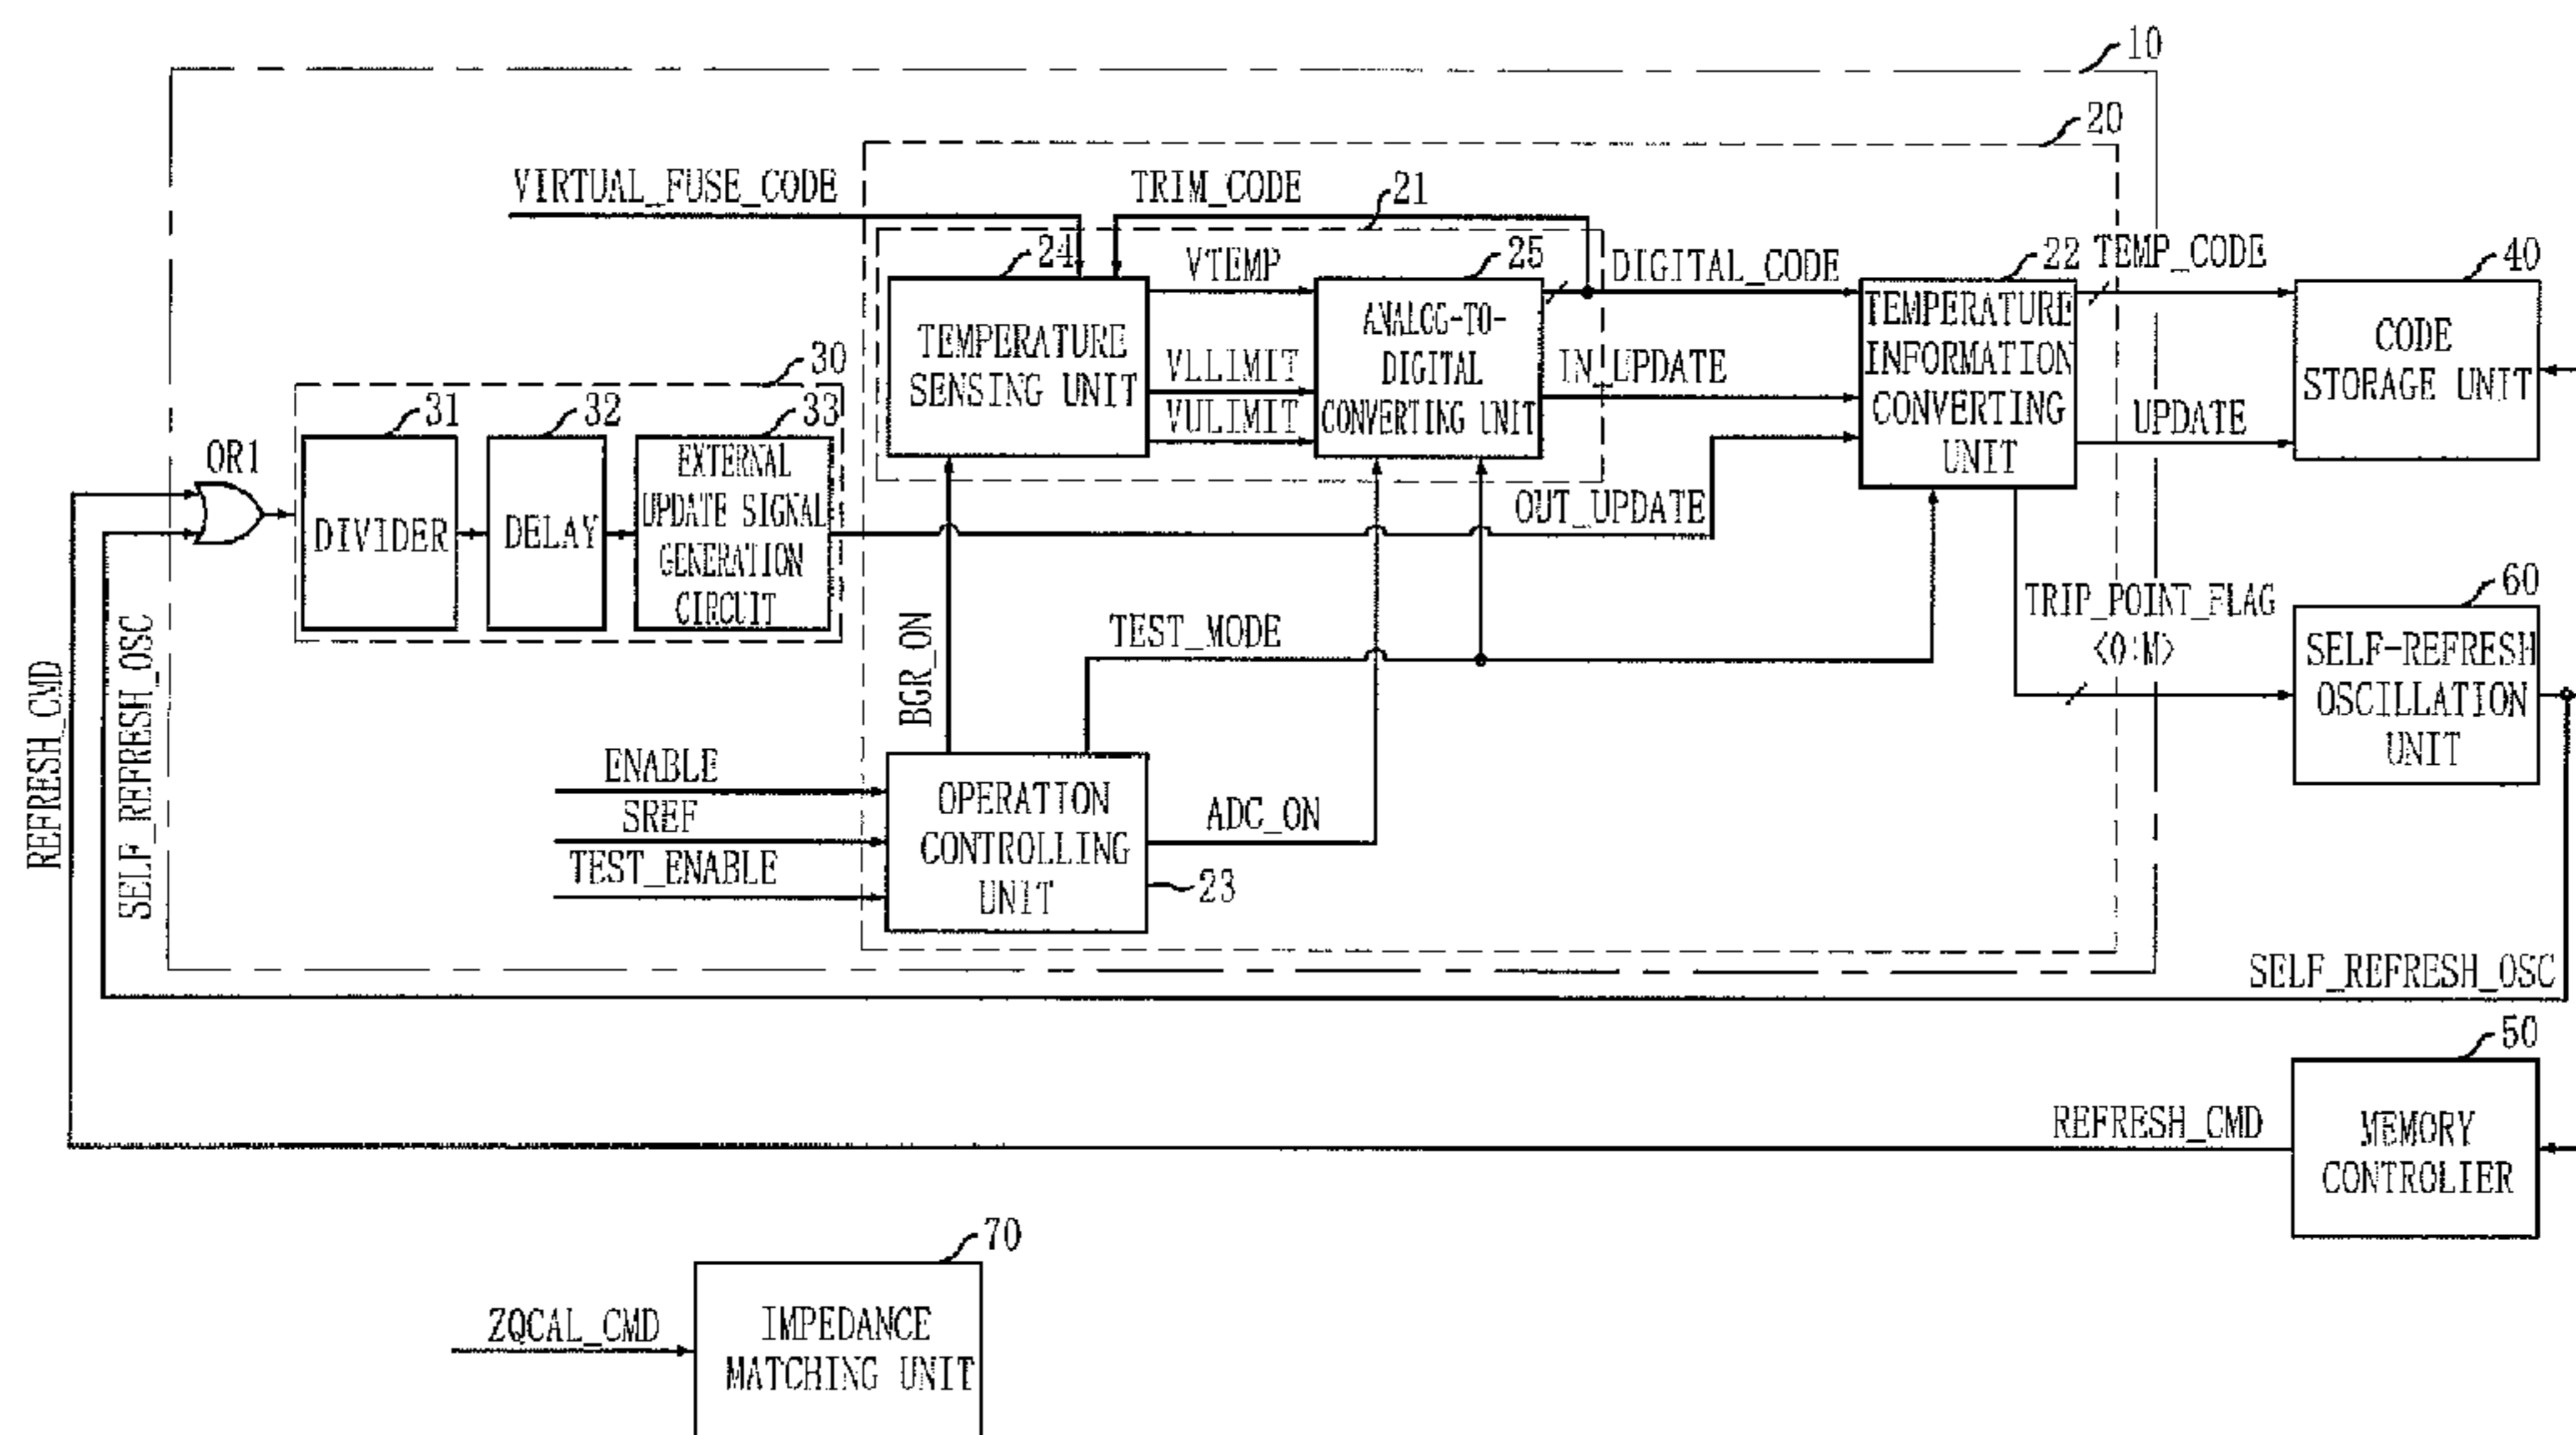 10
20
VIRTUAL_FUSE_CODE
TRIM_CODE
21
24
VTEMP
25
DIGITAL_CODE
22
TEMP_CODE
40
TEMPERATURE
SENSING UNIT
VLLIMIT
VULIMIT
ANALOG-TO-
DIGITAL
CONVERTING UNIT
IN_UPDATE
TEMPERATURE
INFORMATION
CONVERTING
UNIT
UPDATE
CODE
STORAGE UNIT
30
31
32
33
OR1
DIVIDER
DELAY
EXTERNAL
UPDATE SIGNAL
GENERATION
CIRCUIT
OUT_UPDATE
REFRESH_CMD
SELF_REFRESH_OSC
BGR_ON
TEST_MODE
TRIP_POINT_FLAG
<0:M>
60
SELF-REFRESH
OSCILLATION
UNIT
ENABLE
SREF
TEST_ENABLE
OPERATION
CONTROLLING
UNIT
ADC_ON
23
SELF_REFRESH_OSC
50
REFRESH_CMD
MEMORY
CONTROLIER
70
ZQCAL_CMD
IMPEDANCE
MATCHING UNIT